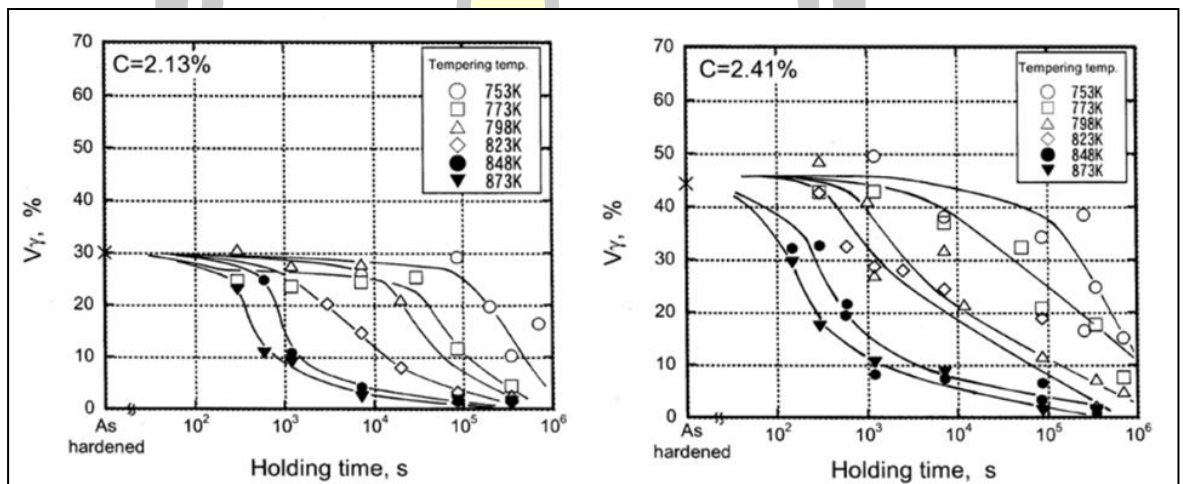 C=2.13%
Tempering temp.
753K
773K
798K
823K
848K
873K
70
60
50
40
30
20
10
0
Vγ, %
As
hardened
10²
10³
10⁴
10⁵
10⁶
Holding time, s
C=2.41%
Tempering temp.
753K
773K
798K
823K
848K
873K
70
60
50
40
30
20
10
0
Vγ, %
As
hardened
10²
10³
10⁴
10⁵
10⁶
Holding time, s